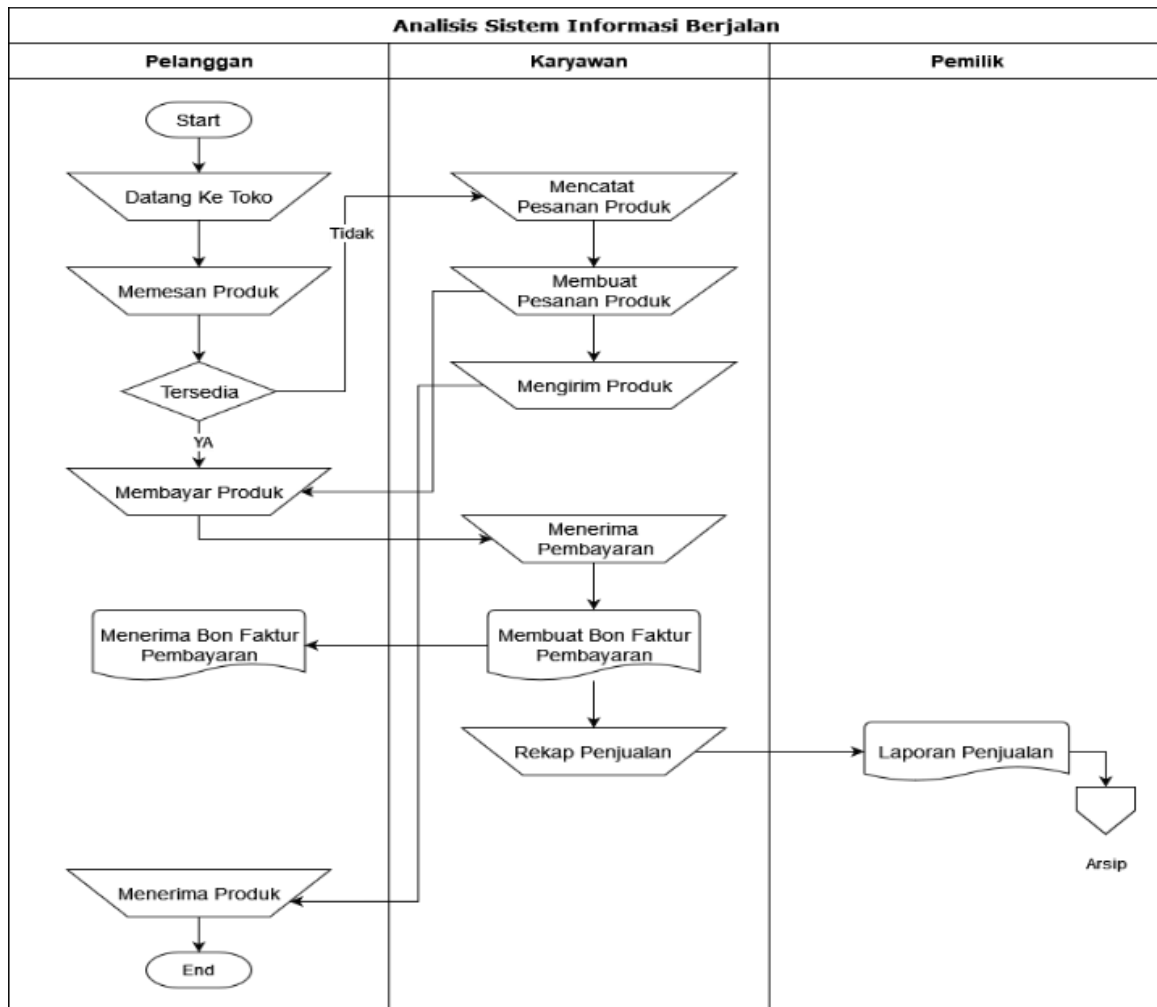 Analisis Sistem Informasi Berjalan
Pelanggan
Karyawan
Pemilik
Start
Datang Ke Toko
Mencatat
Pesanan Produk
Tidak
Memesan Produk
Membuat
Pesanan Produk
Tersedia
Mengirim Produk
YA
Membayar Produk
Menerima
Pembayaran
Menerima Bon Faktur
Pembayaran
Membuat Bon Faktur
Pembayaran
Rekap Penjualan
Laporan Penjualan
Arsip
Menerima Produk
End